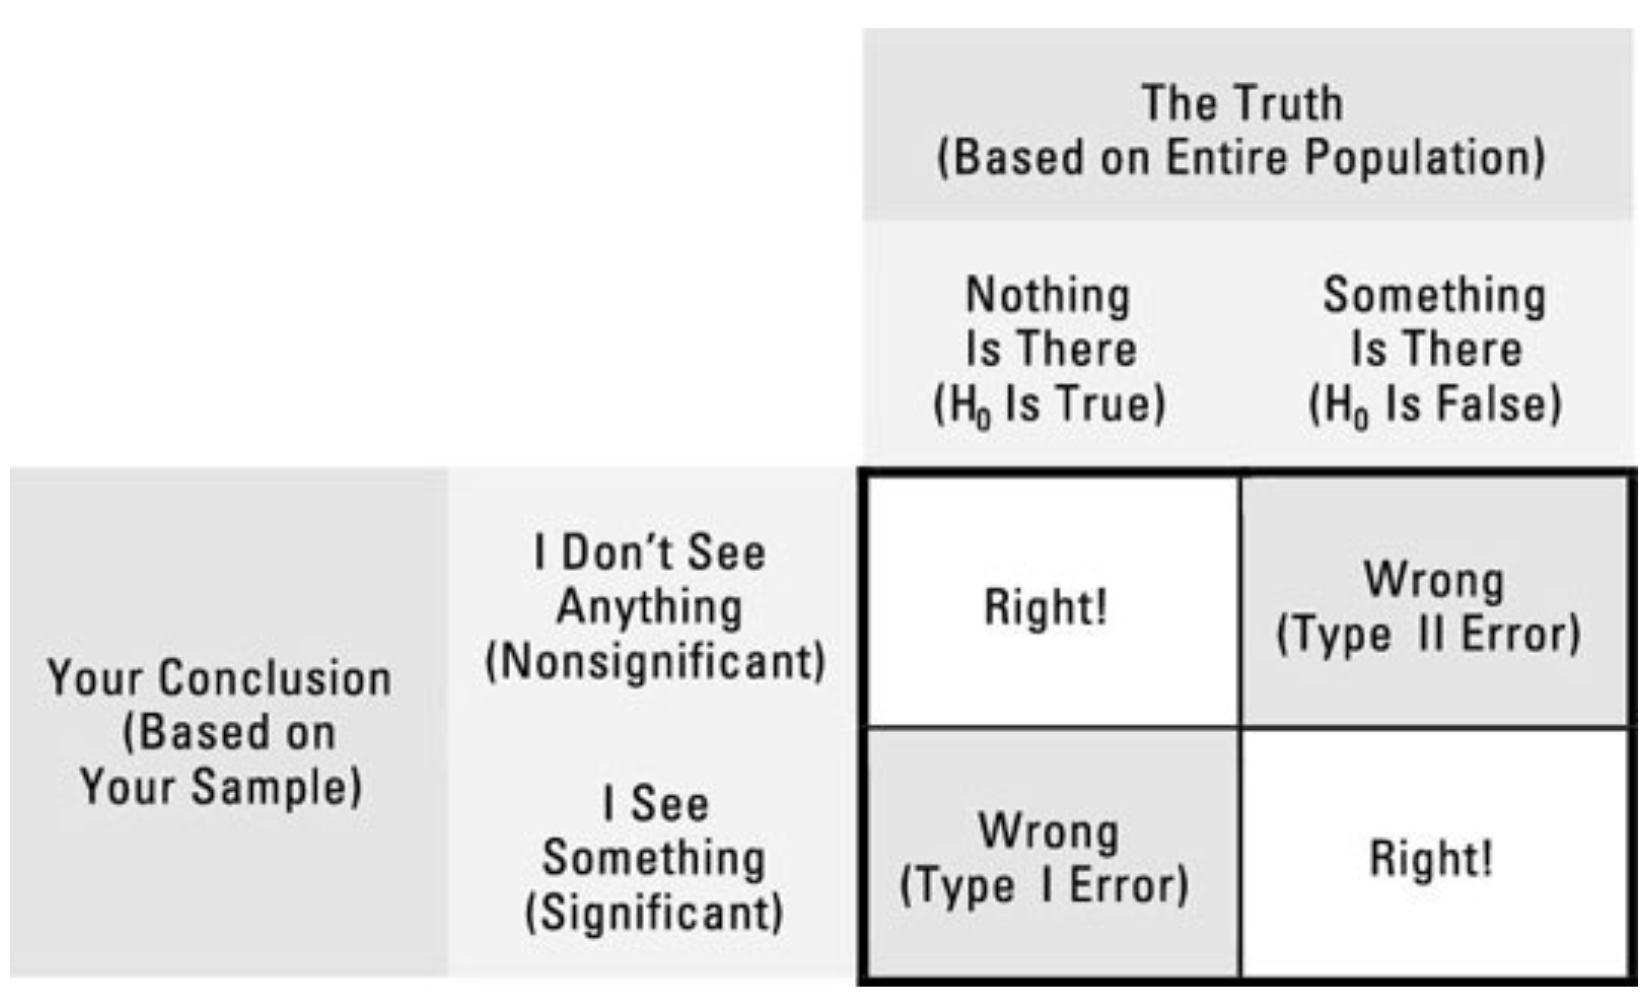 The Truth
(Based on Entire Population)
Nothing
Is There
(H₀ Is True)
Something
Is There
(H₀ Is False)
Your Conclusion
(Based on
Your Sample)
I Don't See
Anything
(Nonsignificant)
Right!
Wrong
(Type II Error)
I See
Something
(Significant)
Wrong
(Type I Error)
Right!